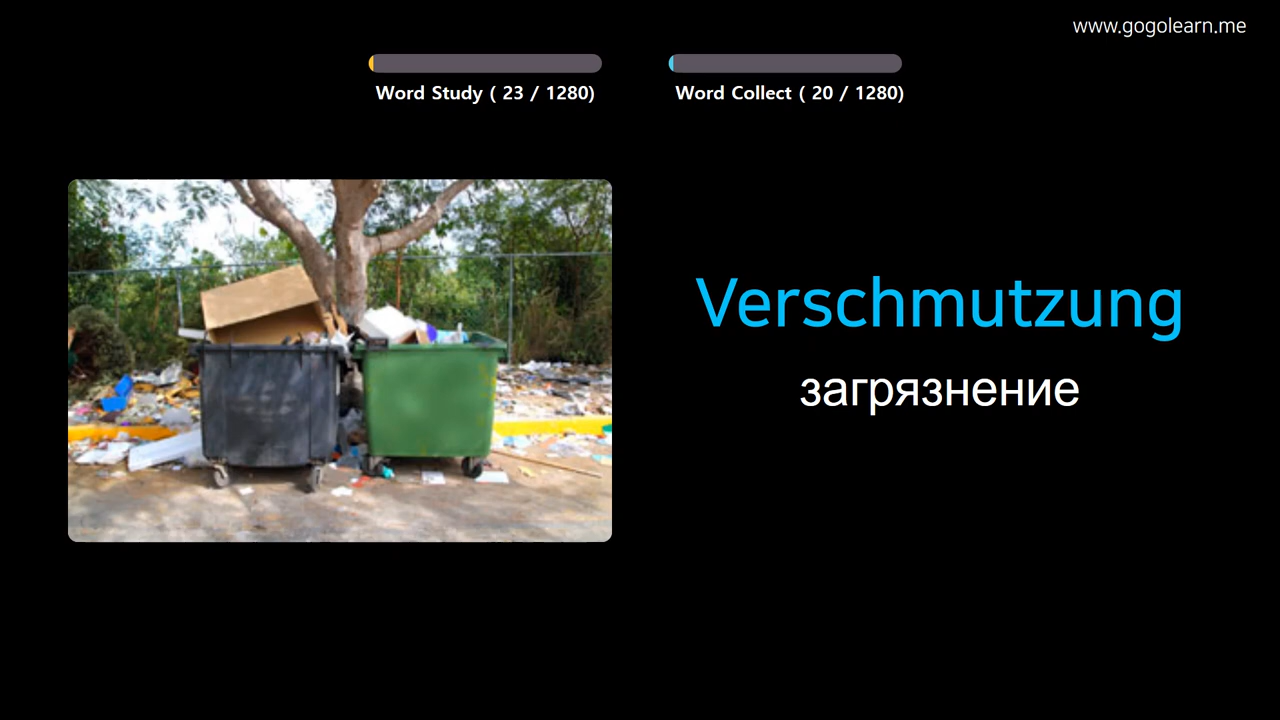 www.gogolearn.me
Word Study ( 23 / 1280)
Word Collect ( 20 / 1280)
Verschmutzung
загрязнение